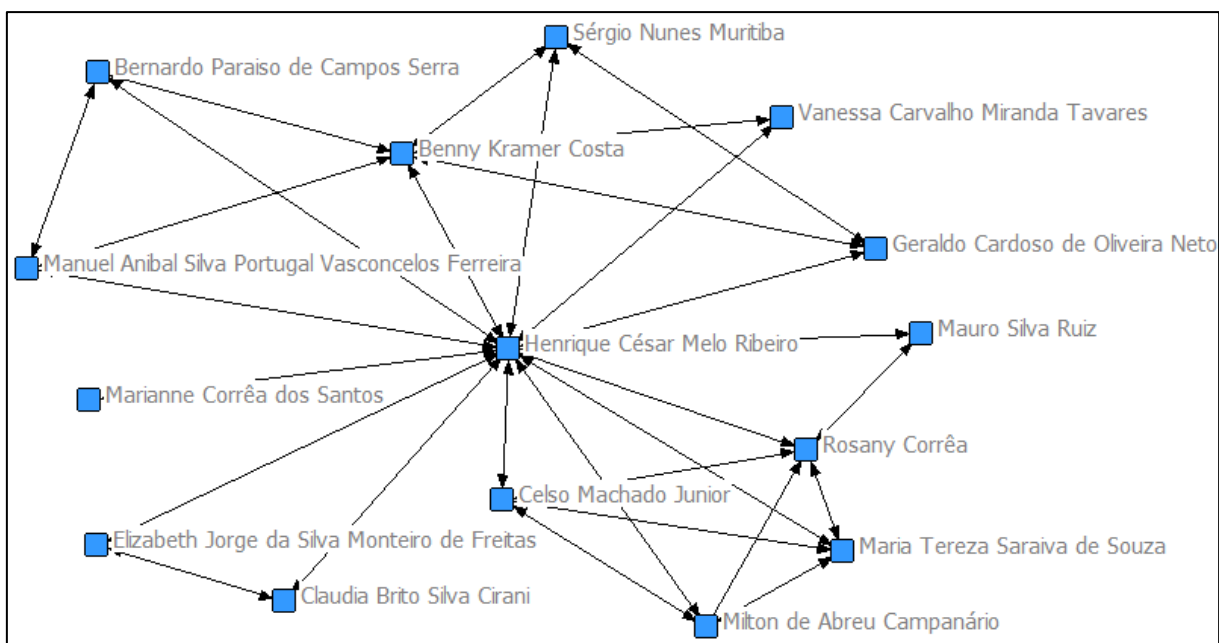 Sérgio Nunes Muritiba
Bernardo Paraiso de Campos Serra
Vanessa Carvalho Miranda Tavares
Benny Kramer Costa
Geraldo Cardoso de Oliveira Neto
Manuel Anibal Silva Portugal Vasconcelos Ferreira
Mauro Silva Ruiz
Henrique César Melo Ribeiro
Marianne Corrêa dos Santos
Rosany Corrêa
Celso Machado Junior
Elizabeth Jorge da Silva Monteiro de Freitas
Maria Tereza Saraiva de Souza
Claudia Brito Silva Cirani
Milton de Abreu Campanário